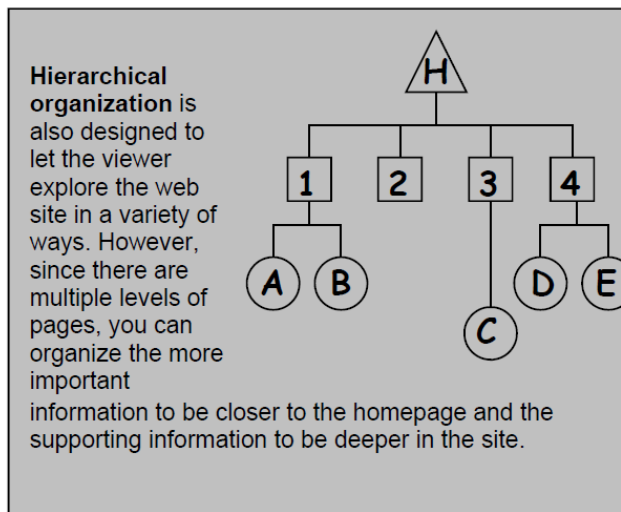 Hierarchical
organization is
also designed to
let the viewer
explore the web
site in a variety of
ways. However,
since there are
multiple levels of
pages, you can
organize the more
important
information to be closer to the homepage and the
supporting information to be deeper in the site.
H
1 2 3 4
A B D E
C